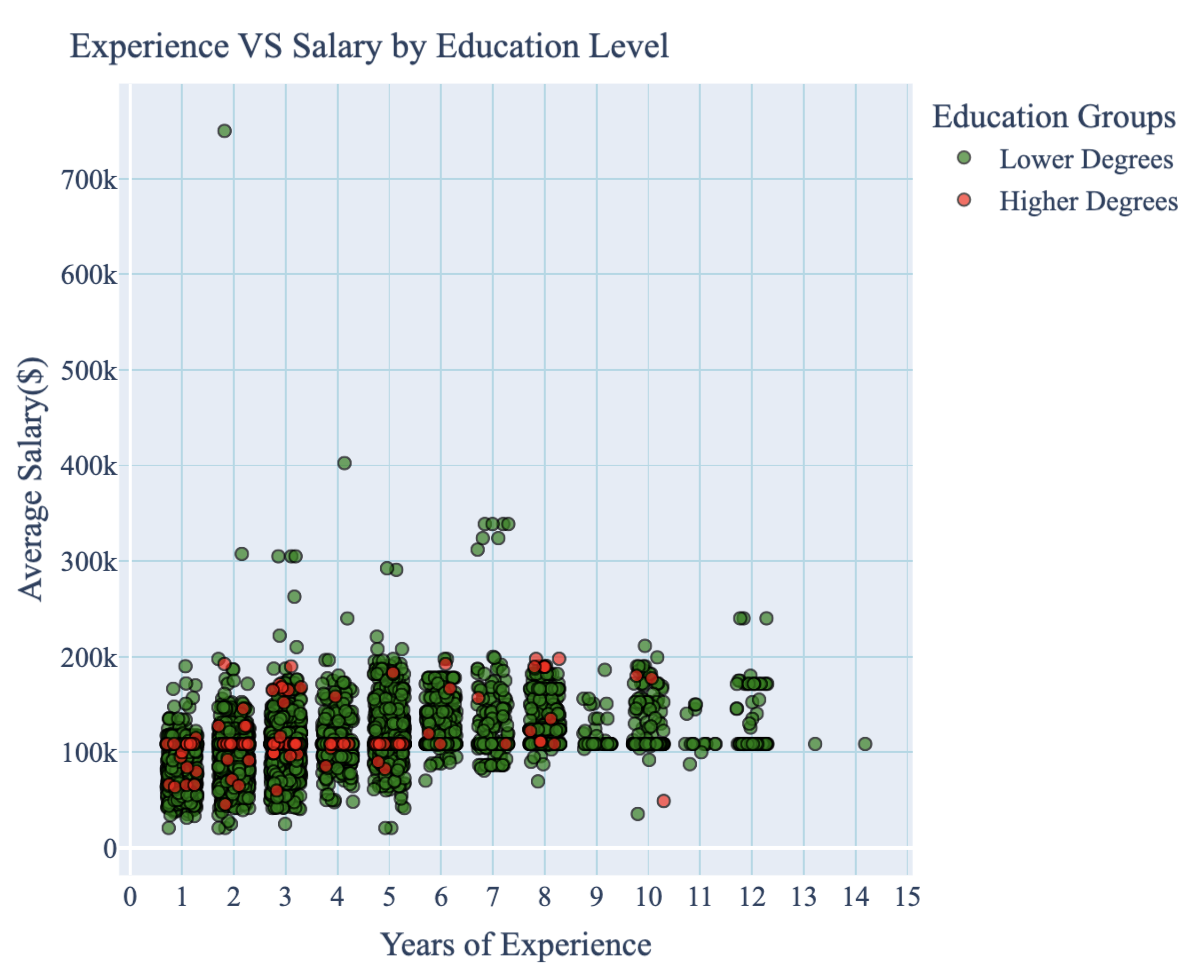 Experience VS Salary by Education Level
Education Groups
Lower Degrees
Higher Degrees
Average Salary($)
700k
600k
500k
400k
300k
200k
100k
0
0 1 2 3 4 5 6 7 8 9 10 11 12 13 14 15
Years of Experience